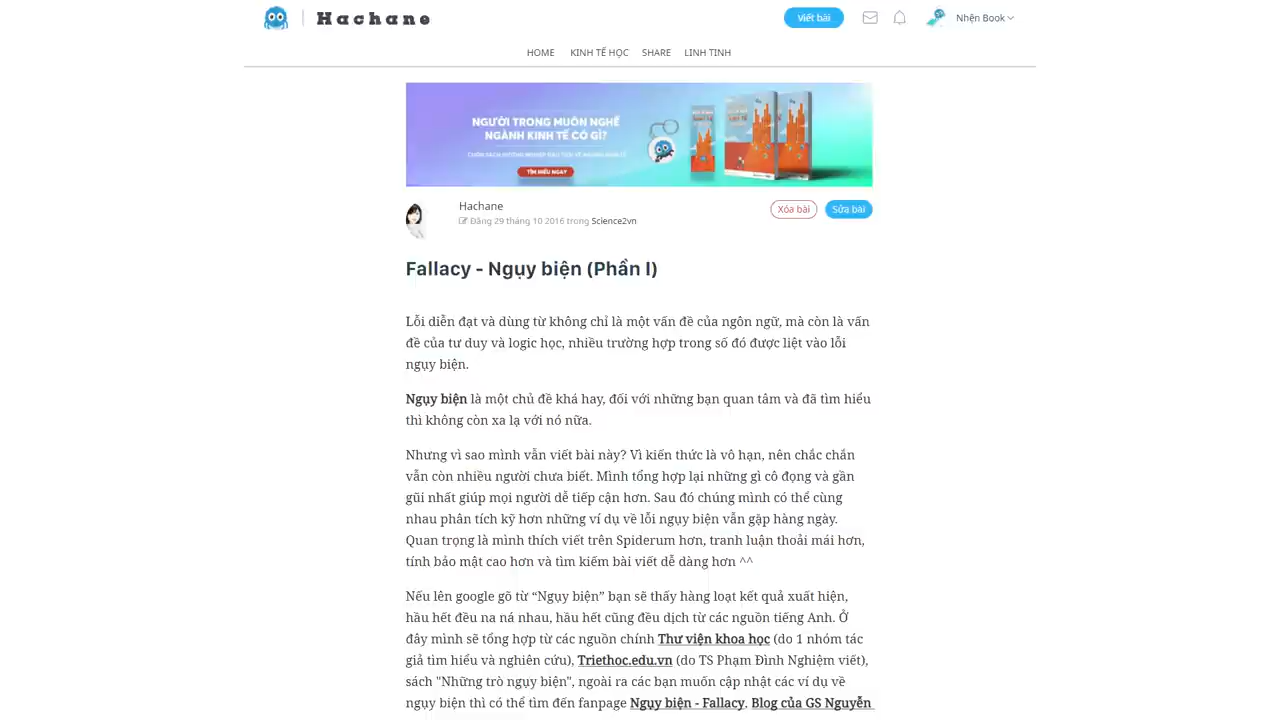 Hachane
Viết bài
Nhện Book
HOME KINH TẾ HỌC SHARE LINH TINH
NGƯỜI TRONG MUÔN NGHỀ
NGÀNH KINH TẾ CÓ GÌ?
TÌM HIỂU NGAY
Hachane
Đăng 29 tháng 10 2016 trong Science2vn
Xóa bài
Sửa bài
Fallacy - Ngụy biện (Phần I)
Lỗi diễn đạt và dùng từ không chỉ là một vấn đề của ngôn ngữ, mà còn là vấn
đề của tư duy và logic học, nhiều trường hợp trong số đó được liệt vào lỗi
ngụy biện.
Ngụy biện là một chủ đề khá hay, đối với những bạn quan tâm và đã tìm hiểu
thì không còn xa lạ với nó nữa.
Nhưng vì sao mình vẫn viết bài này? Vì kiến thức là vô hạn, nên chắc chắn
vẫn còn nhiều người chưa biết. Mình tổng hợp lại những gì cô đọng và gần
gũi nhất giúp mọi người dễ tiếp cận hơn. Sau đó chúng mình có thể cùng
nhau phân tích kỹ hơn những ví dụ về lỗi ngụy biện vẫn gặp hàng ngày.
Quan trọng là mình thích viết trên Spiderum hơn, tranh luận thoải mái hơn,
tính bảo mật cao hơn và tìm kiếm bài viết dễ dàng hơn ^^
Nếu lên google gõ từ “Ngụy biện” bạn sẽ thấy hàng loạt kết quả xuất hiện,
hầu hết đều na ná nhau, hầu hết cũng đều dịch từ các nguồn tiếng Anh. Ở
đây mình sẽ tổng hợp từ các nguồn chính Thư viện khoa học (do 1 nhóm tác
giả tìm hiểu và nghiên cứu), Triethoc.edu.vn (do TS Phạm Đình Nghiệm viết),
sách "Những trò ngụy biện", ngoài ra các bạn muốn cập nhật các ví dụ về
ngụy biện thì có thể tìm đến fanpage Ngụy biện - Fallacy. Blog của GS Nguyễn